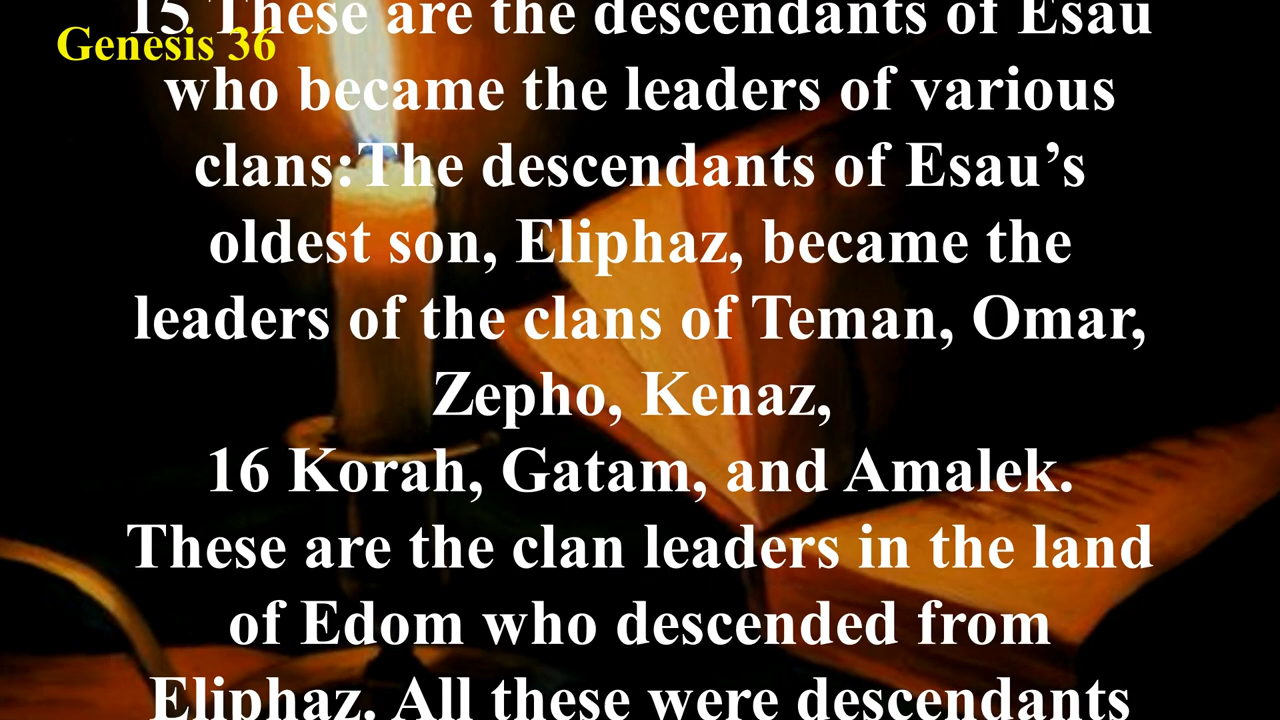 15 These are the descendants of Esau
Genesis 36
who became the leaders of various
clans:The descendants of Esau’s
oldest son, Eliphaz, became the
leaders of the clans of Teman, Omar,
Zepho, Kenaz,
16 Korah, Gatam, and Amalek.
These are the clan leaders in the land
of Edom who descended from
Eliphaz. All these were descendants